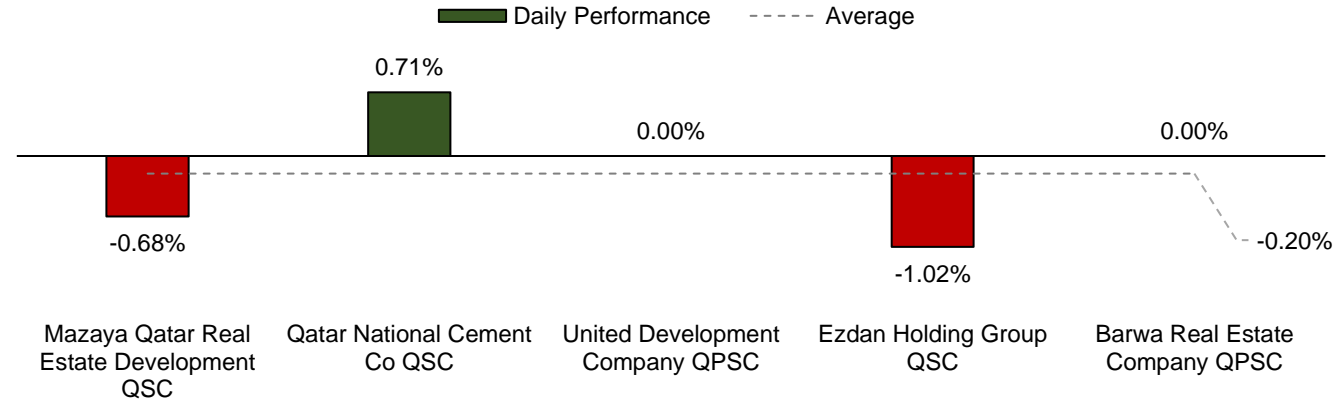 Daily Performance
Average
0.71%
0.00%
0.00%
-0.68%
-0.20%
-1.02%
Mazaya Qatar Real
Estate Development
QSC
Qatar National Cement
Co QSC
United Development
Company QPSC
Ezdan Holding Group
QSC
Barwa Real Estate
Company QPSC